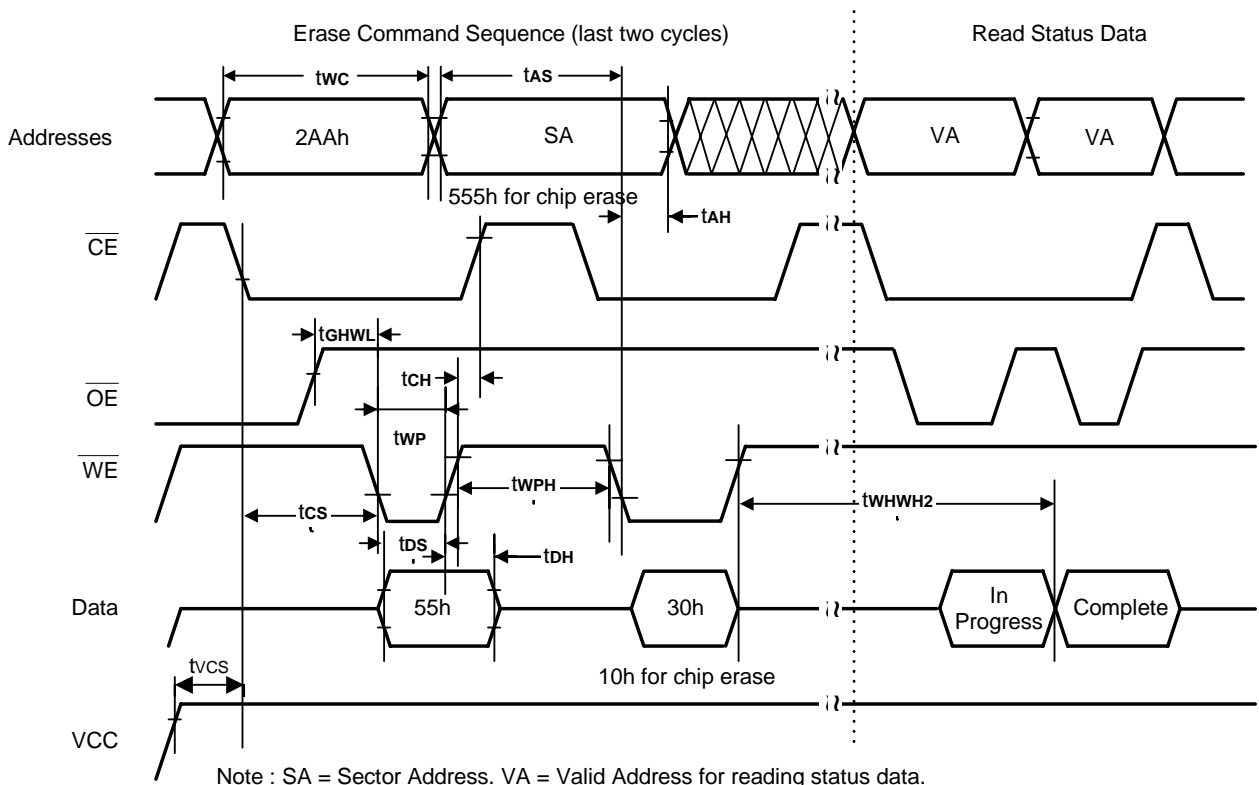 Erase Command Sequence (last two cycles)
Read Status Data
tWC
tAS
Addresses
2AAh
SA
VA
VA
555h for chip erase
tAH
CE
tGHWL
tCH
OE
tWP
WE
tWPH
tWHWH2
tCS
tDS
tDH
Data
55h
30h
In
Progress
Complete
10h for chip erase
tVCS
VCC
Note : SA = Sector Address. VA = Valid Address for reading status data.